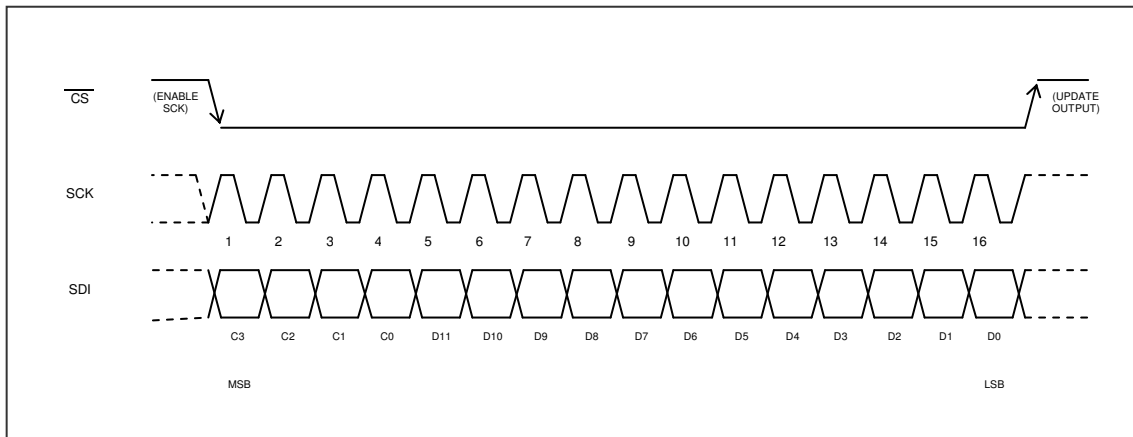 CS
(ENABLE
SCK)
(UPDATE
OUTPUT)
SCK
1 2 3 4 5 6 7 8 9 10 11 12 13 14 15 16
SDI
C3 C2 C1 C0 D11 D10 D9 D8 D7 D6 D5 D4 D3 D2 D1 D0
MSB LSB